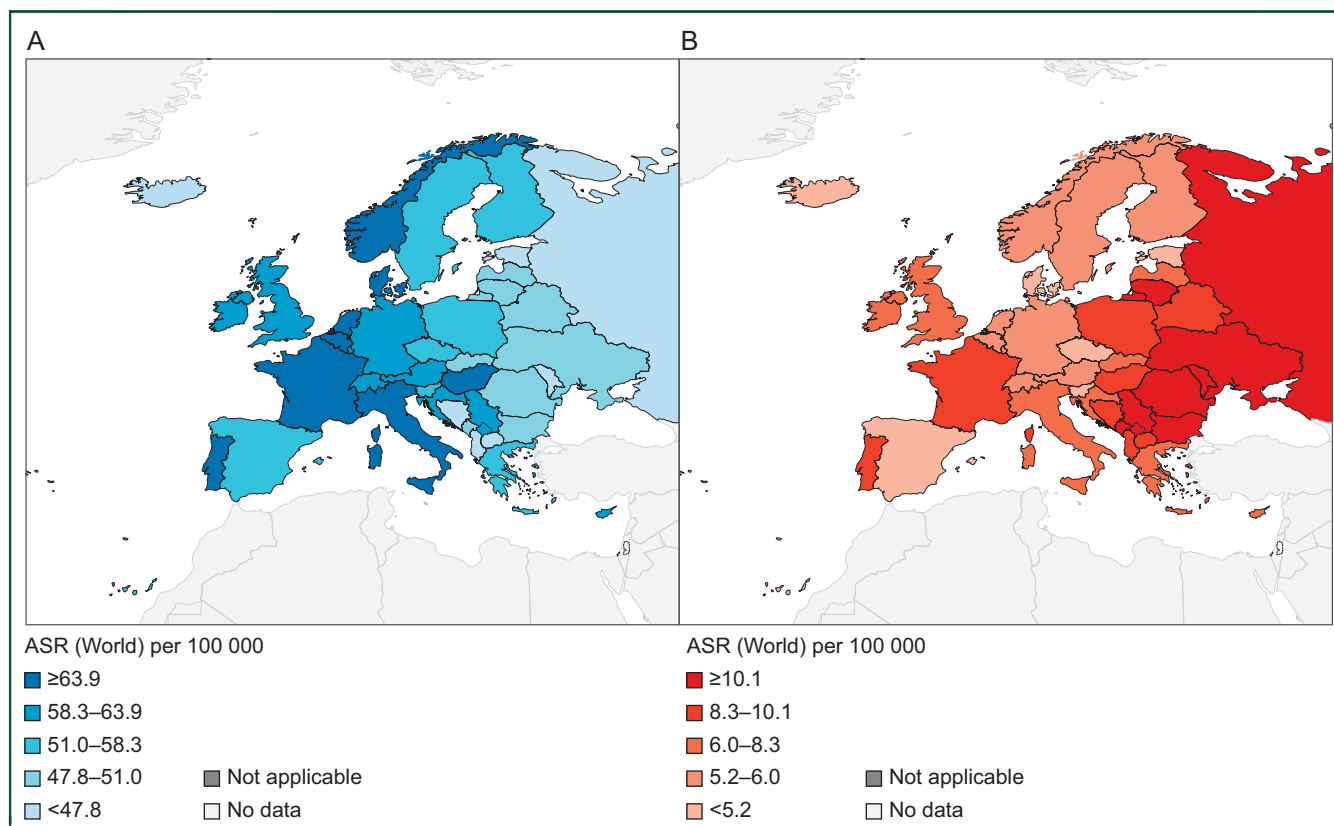 A
B
ASR (World) per 100 000
≥63.9
58.3–63.9
51.0–58.3
47.8–51.0
<47.8
Not applicable
No data
ASR (World) per 100 000
≥10.1
8.3–10.1
6.0–8.3
5.2–6.0
<5.2
Not applicable
No data